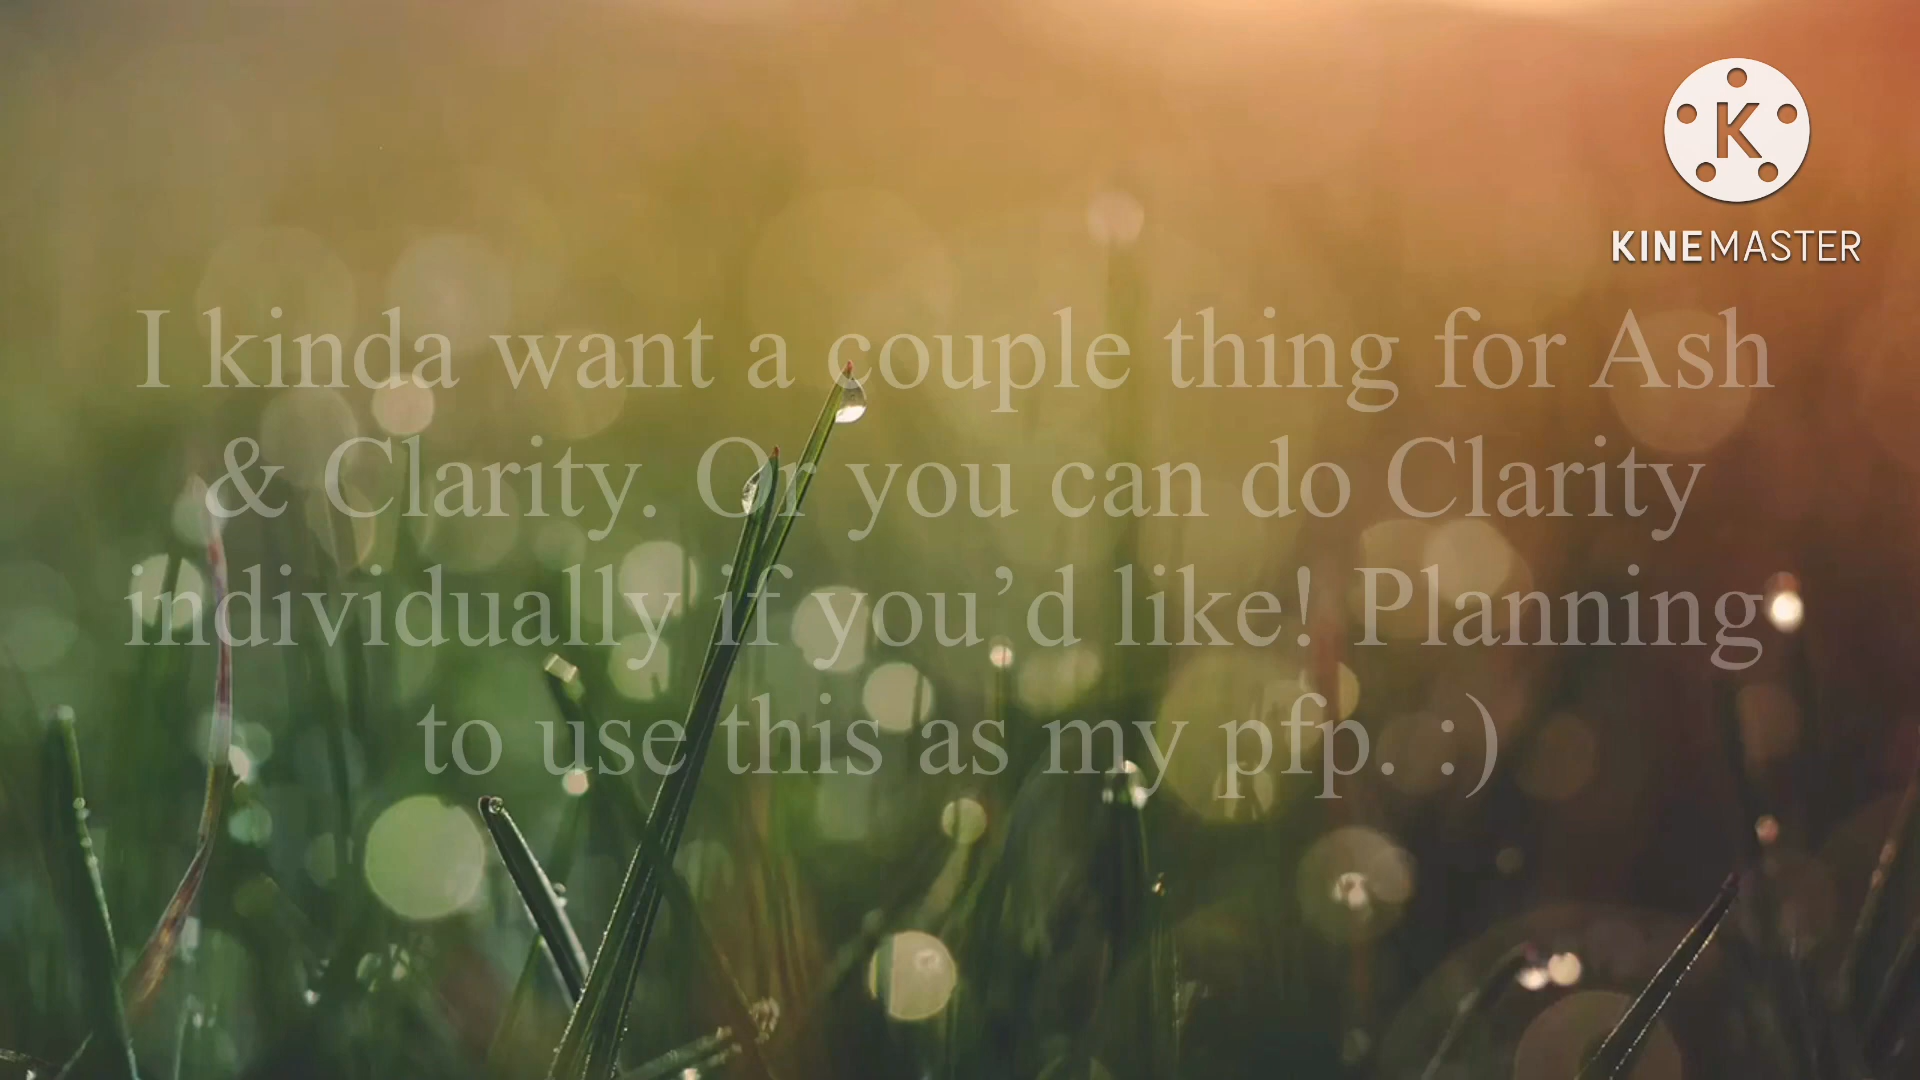 K
KINEMASTER
I kinda want a couple thing for Ash
& Clarity. Or you can do Clarity
individually if you’d like! Planning
to use this as my pfp. :)